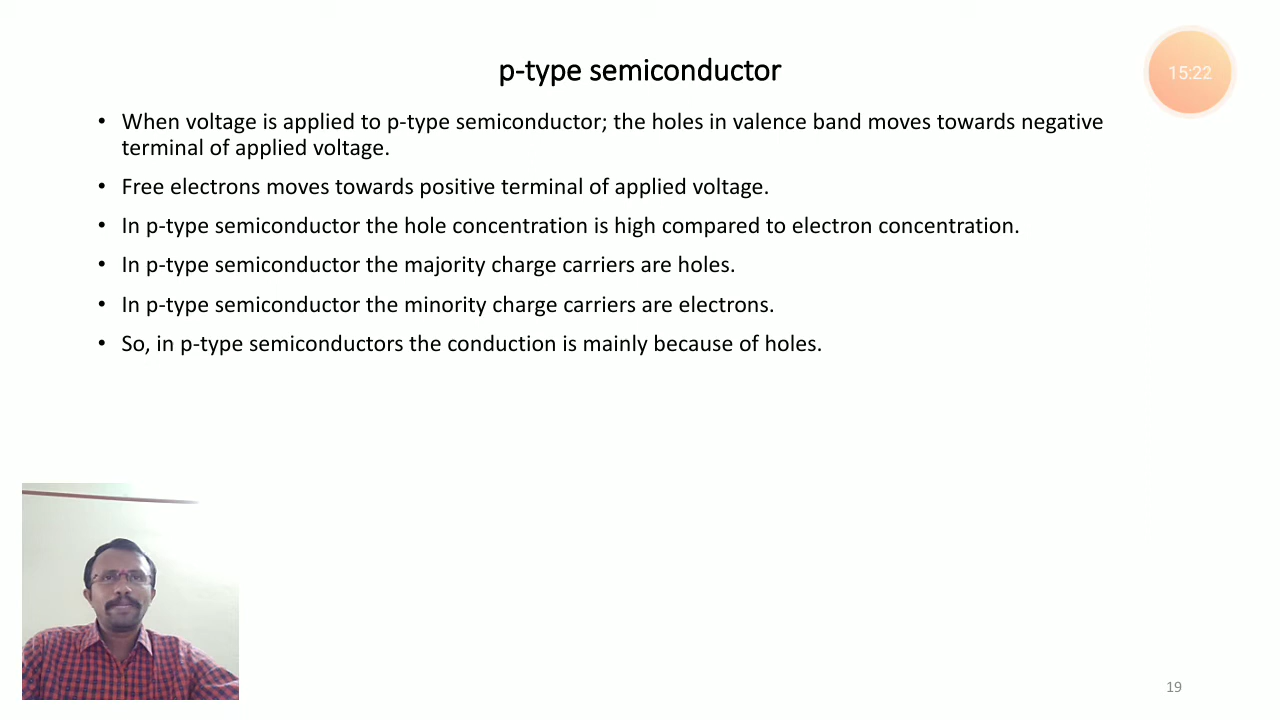 p-type semiconductor
15:22
• When voltage is applied to p-type semiconductor; the holes in valence band moves towards negative
terminal of applied voltage.
• Free electrons moves towards positive terminal of applied voltage.
• In p-type semiconductor the hole concentration is high compared to electron concentration.
• In p-type semiconductor the majority charge carriers are holes.
• In p-type semiconductor the minority charge carriers are electrons.
• So, in p-type semiconductors the conduction is mainly because of holes.
19